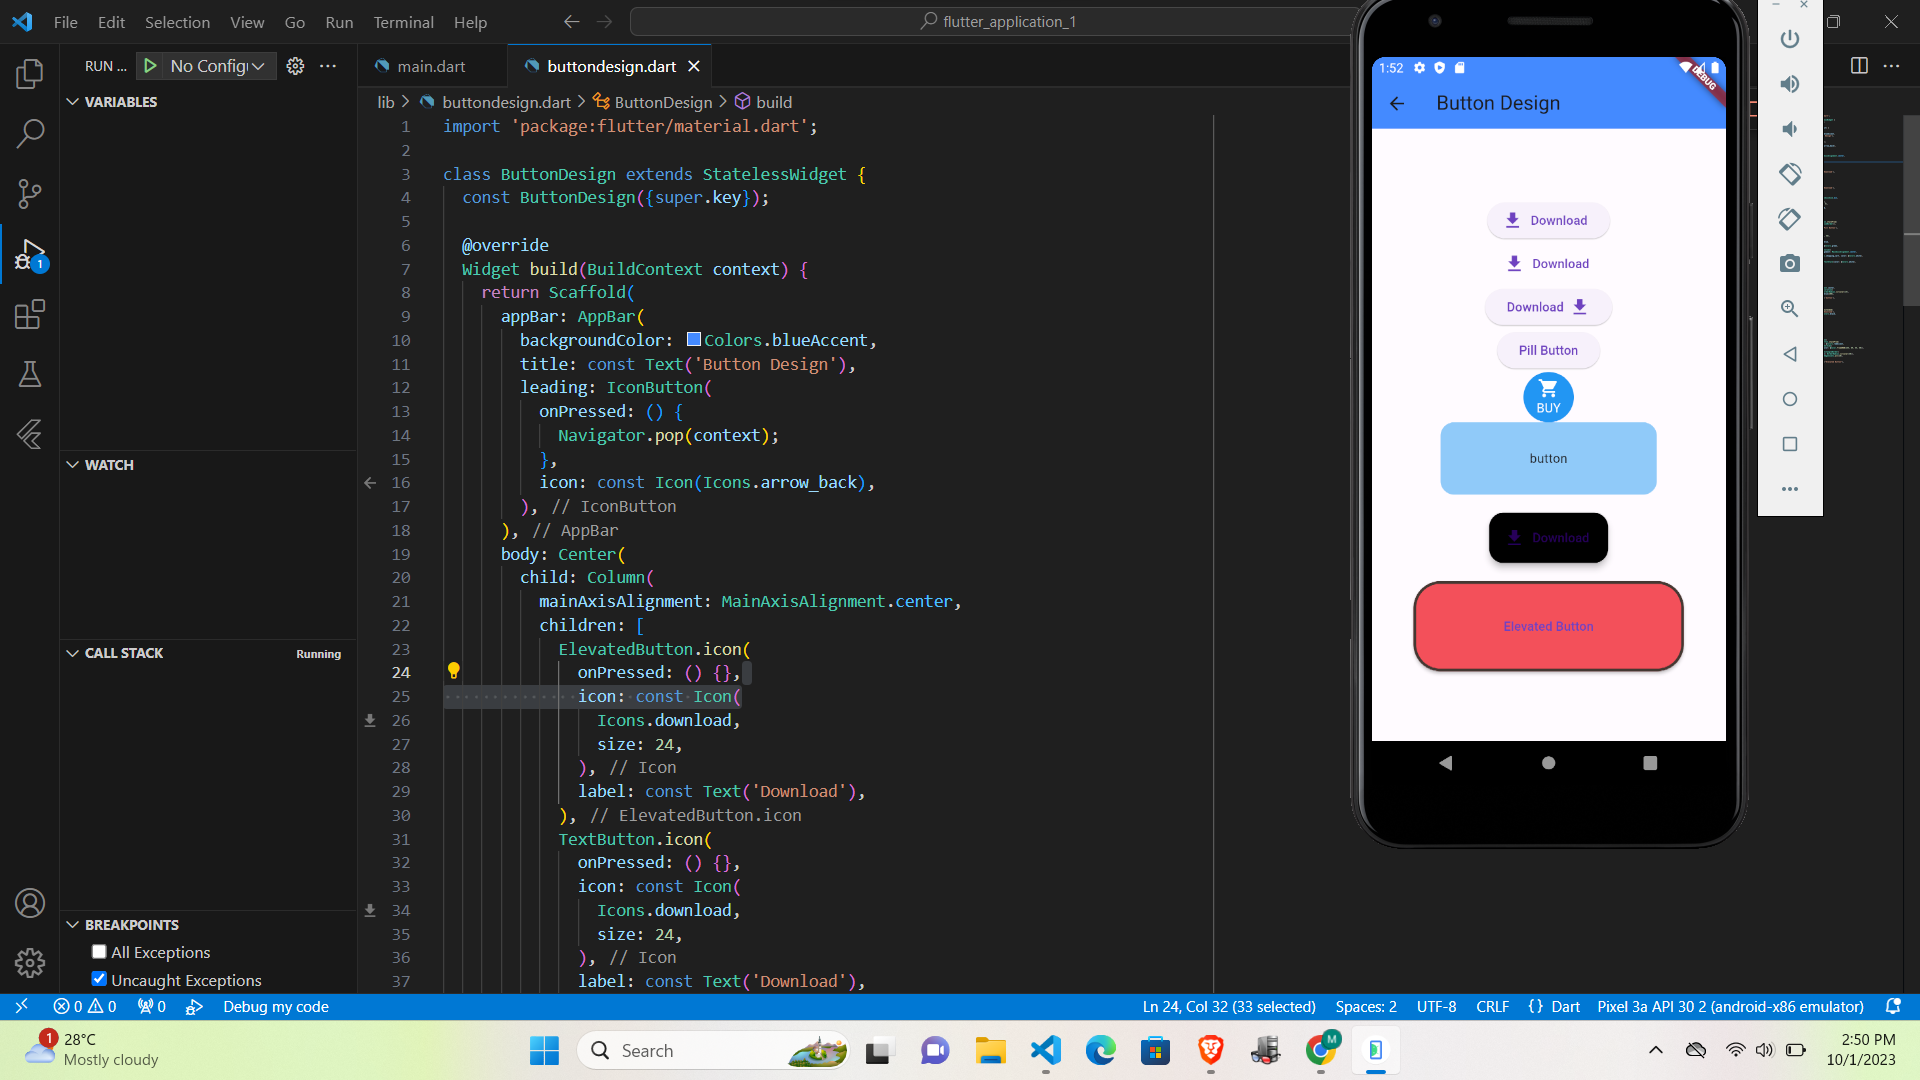 File Edit Selection View Go Run Terminal Help
flutter_application_1
RUN ... No Config
main.dart
buttondesign.dart
lib > buttondesign.dart > ButtonDesign > build
VARIABLES
WATCH
CALL STACK Running
BREAKPOINTS
All Exceptions
Uncaught Exceptions
1
1 import 'package:flutter/material.dart';
2
3 class ButtonDesign extends StatelessWidget {
4 const ButtonDesign({super.key});
5
6 @override
7 Widget build(BuildContext context) {
8 return Scaffold(
9 appBar: AppBar(
10 backgroundColor: Colors.blueAccent,
11 title: const Text('Button Design'),
12 leading: IconButton(
13 onPressed: () {
14 Navigator.pop(context);
15 },
16 icon: const Icon(Icons.arrow_back),
17 ), // IconButton
18 ), // AppBar
19 body: Center(
20 child: Column(
21 mainAxisAlignment: MainAxisAlignment.center,
22 children: [
23 ElevatedButton.icon(
24 onPressed: () {},
25 icon: const Icon(
26 Icons.download,
27 size: 24,
28 ), // Icon
29 label: const Text('Download'),
30 ), // ElevatedButton.icon
31 TextButton.icon(
32 onPressed: () {},
33 icon: const Icon(
34 Icons.download,
35 size: 24,
36 ), // Icon
37 label: const Text('Download'),
1:52
DEBUG
Button Design
Download
Download
Download
Pill Button
BUY
button
Download
Elevated Button
0 0 0 Debug my code
Ln 24, Col 32 (33 selected) Spaces: 2 UTF-8 CRLF {} Dart Pixel 3a API 30 2 (android-x86 emulator)
1
28°C
Mostly cloudy
Search
M
2:50 PM
10/1/2023